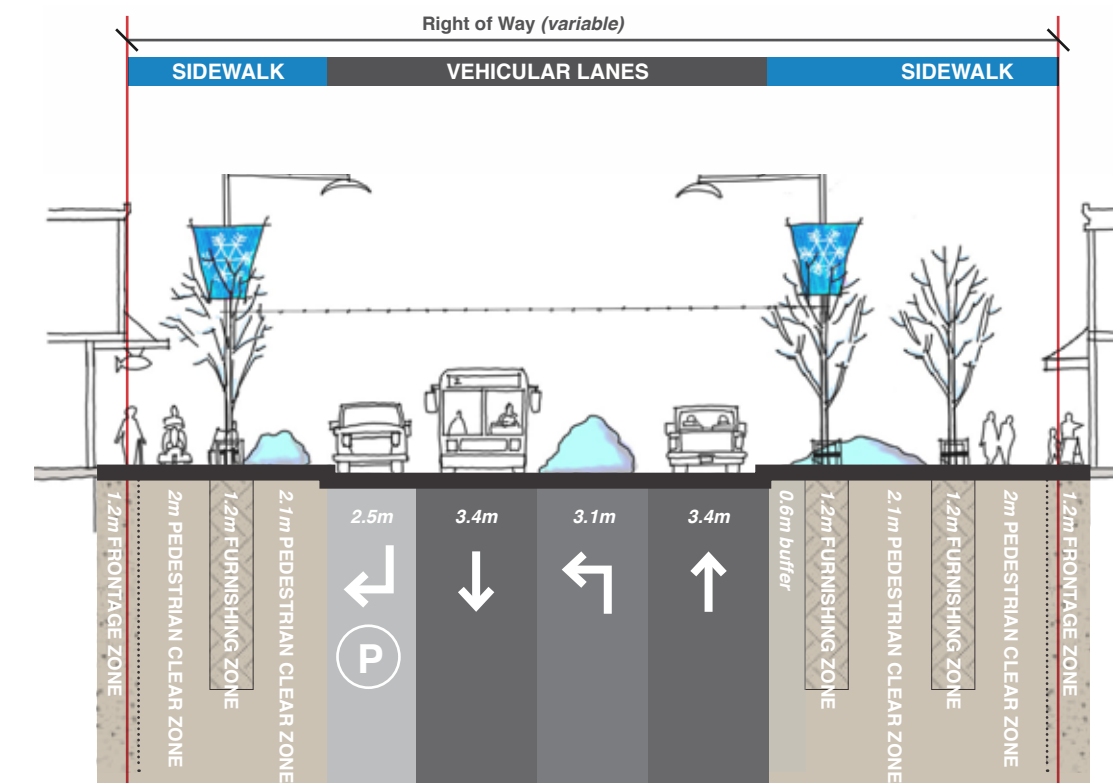 Right of Way (variable)
SIDEWALK
VEHICULAR LANES
SIDEWALK
1.2m FRONTAGE ZONE
2m PEDESTRIAN CLEAR ZONE
1.2m FURNISHING ZONE
2.1m PEDESTRIAN CLEAR ZONE
2.5m
P
3.4m
3.1m
3.4m
0.6m buffer
1.2m FURNISHING ZONE
2.1m PEDESTRIAN CLEAR ZONE
1.2m FURNISHING ZONE
2m PEDESTRIAN CLEAR ZONE
1.2m FRONTAGE ZONE